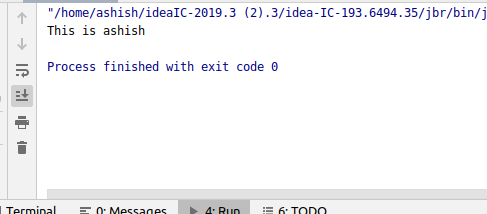 "/home/ashish/ideaIC-2019.3 (2).3/idea-IC-193.6494.35/jbr/bin/j
This is ashish
Process finished with exit code 0
Terminal 0: Messages 4: Run 6: TODO